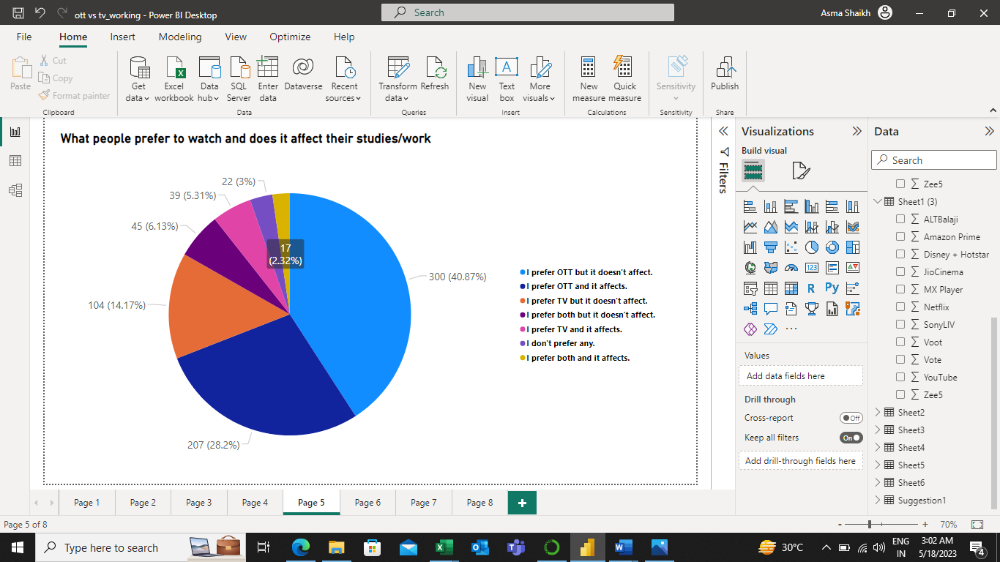 ott vs tv_working - Power BI Desktop
Search
Asma Shaikh
File Home Insert Modeling View Optimize Help
Paste
Cut
Copy
Format painter
Clipboard
Get data
Excel workbook
Data hub
SQL Server
Enter data
Dataverse
Recent sources
Data
Transform data
Refresh
Queries
New visual
Text box
More visuals
Insert
New measure
Quick measure
Calculations
Sensitivity
Sensitivity
Publish
Share
What people prefer to watch and does it affect their studies/work
22 (3%)
39 (5.31%)
45 (6.13%)
17
(2.32%)
300 (40.87%)
104 (14.17%)
207 (28.2%)
I prefer OTT but it doesn't affect.
I prefer OTT and it affects.
I prefer TV but it doesn't affect.
I prefer both but it doesn't affect.
I prefer TV and it affects.
I don't prefer any.
I prefer both and it affects.
Filters
Visualizations
Build visual
R
Py
123
Values
Add data fields here
Drill through
Cross-report
Off
Keep all filters
On
Add drill-through fields here
Data
Search
Zee5
Sheet1 (3)
ALTBalaji
Amazon Prime
Disney + Hotstar
JioCinema
MX Player
Netflix
SonyLIV
Voot
Vote
YouTube
Zee5
Sheet2
Sheet3
Sheet4
Sheet5
Sheet6
Suggestion1
Page 1 Page 2 Page 3 Page 4 Page 5 Page 6 Page 7 Page 8
Page 5 of 8
70%
Type here to search
30°C
ENG
IN
3:02 AM
5/18/2023
4